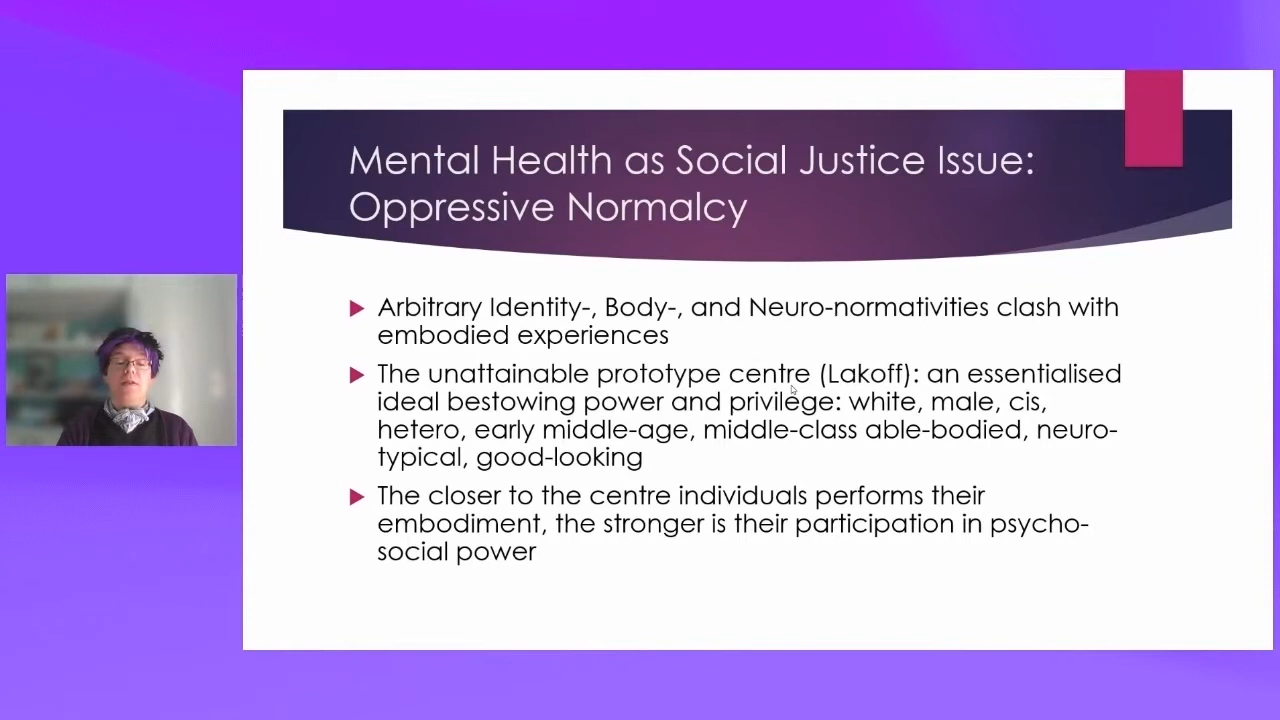 Mental Health as Social Justice Issue:
Oppressive Normalcy
Arbitrary Identity-, Body-, and Neuro-normativities clash with
embodied experiences
The unattainable prototype centre (Lakoff): an essentialised
ideal bestowing power and privilege: white, male, cis,
hetero, early middle-age, middle-class able-bodied, neuro-
typical, good-looking
The closer to the centre individuals performs their
embodiment, the stronger is their participation in psycho-
social power